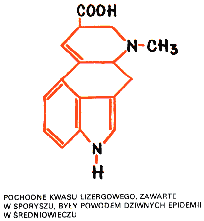 COOH
N—CH₃
N
H
POCHODNE KWASU LIZERGOWEGO, ZAWARTE
W SPORYSZU, BYŁY POWODEM DZIWNYCH EPIDEMII
W ŚREDNIOWIECZU